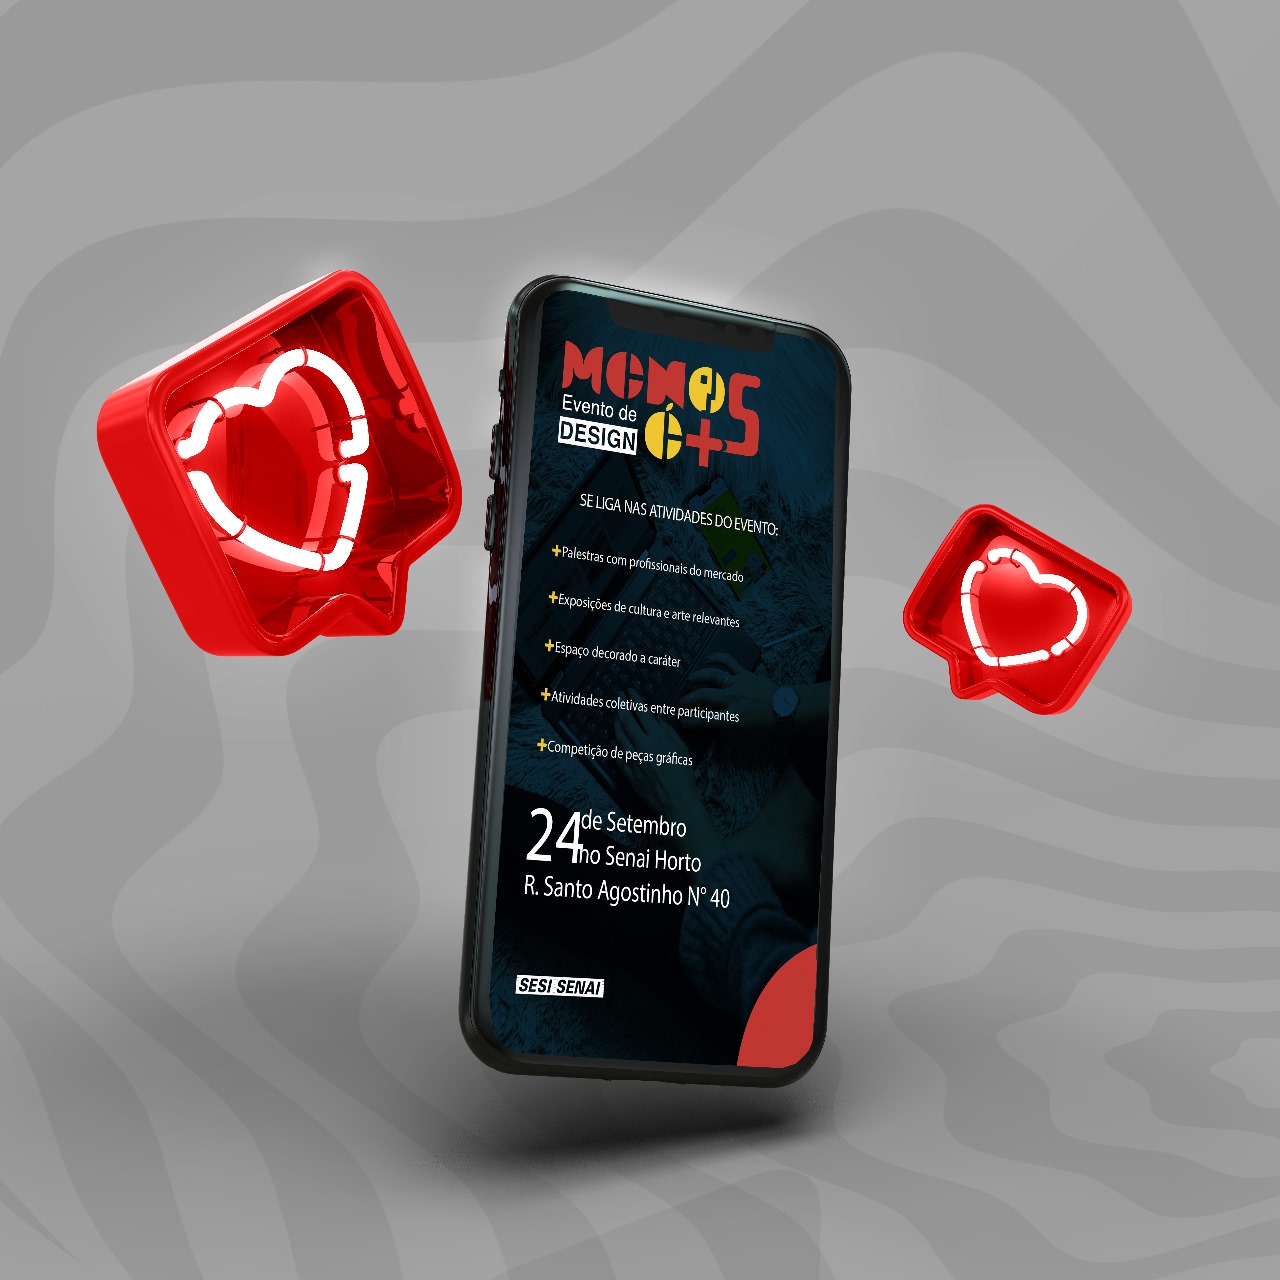 MENOS
É+
Evento de
DESIGN
SE LIGA NAS ATIVIDADES DO EVENTO:
+Palestras com profissionais do mercado
+Exposições de cultura e arte relevantes
+Espaço decorado a caráter
+Atividades coletivas entre participantes
+Competição de peças gráficas
24 de Setembro
no Senai Horto
R. Santo Agostinho N° 40
SESI SENAI